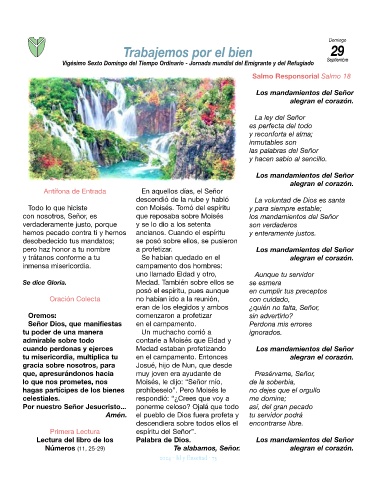 Trabajemos por el bien
Vigésimo Sexto Domingo del Tiempo Ordinario - Jornada mundial del Emigrante y del Refugiado
Domingo
29
Septiembre
Antífona de Entrada
Todo lo que hiciste
con nosotros, Señor, es
verdaderamente justo, porque
hemos pecado contra ti y hemos
desobedecido tus mandatos;
pero haz honor a tu nombre
y trátanos conforme a tu
inmensa misericordia.
Se dice Gloria.
Oración Colecta
Oremos:
Señor Dios, que manifiestas
tu poder de una manera
admirable sobre todo
cuando perdonas y ejerces
tu misericordia, multiplica tu
gracia sobre nosotros, para
que, apresurándonos hacia
lo que nos prometes, nos
hagas partícipes de los bienes
celestiales.
Por nuestro Señor Jesucristo...
Amén.
Primera Lectura
Lectura del libro de los
Números (11, 25-29)
En aquellos días, el Señor
descendió de la nube y habló
con Moisés. Tomó del espíritu
que reposaba sobre Moisés
y se lo dio a los setenta
ancianos. Cuando el espíritu
se posó sobre ellos, se pusieron
a profetizar.
Se habían quedado en el
campamento dos hombres:
uno llamado Eldad y otro,
Medad. También sobre ellos se
posó el espíritu, pues aunque
no habían ido a la reunión,
eran de los elegidos y ambos
comenzaron a profetizar
en el campamento.
Un muchacho corrió a
contarle a Moisés que Eldad y
Medad estaban profetizando
en el campamento. Entonces
Josué, hijo de Nun, que desde
muy joven era ayudante de
Moisés, le dijo: “Señor mío,
prohíbeselo”. Pero Moisés le
respondió: “¿Crees que voy a
ponerme celoso? Ojalá que todo
el pueblo de Dios fuera profeta y
descendiera sobre todos ellos el
espíritu del Señor”.
Palabra de Dios.
Te alabamos, Señor.
Salmo Responsorial Salmo 18
Los mandamientos del Señor
alegran el corazón.
La ley del Señor
es perfecta del todo
y reconforta el alma;
inmutables son
las palabras del Señor
y hacen sabio al sencillo.
Los mandamientos del Señor
alegran el corazón.
La voluntad de Dios es santa
y para siempre estable;
los mandamientos del Señor
son verdaderos
y enteramente justos.
Los mandamientos del Señor
alegran el corazón.
Aunque tu servidor
se esmera
en cumplir tus preceptos
con cuidado,
¿quién no falta, Señor,
sin advertirlo?
Perdona mis errores
ignorados.
Los mandamientos del Señor
alegran el corazón.
Presérvame, Señor,
de la soberbia,
no dejes que el orgullo
me domine;
así, del gran pecado
tu servidor podrá
encontrarse libre.
Los mandamientos del Señor
alegran el corazón.